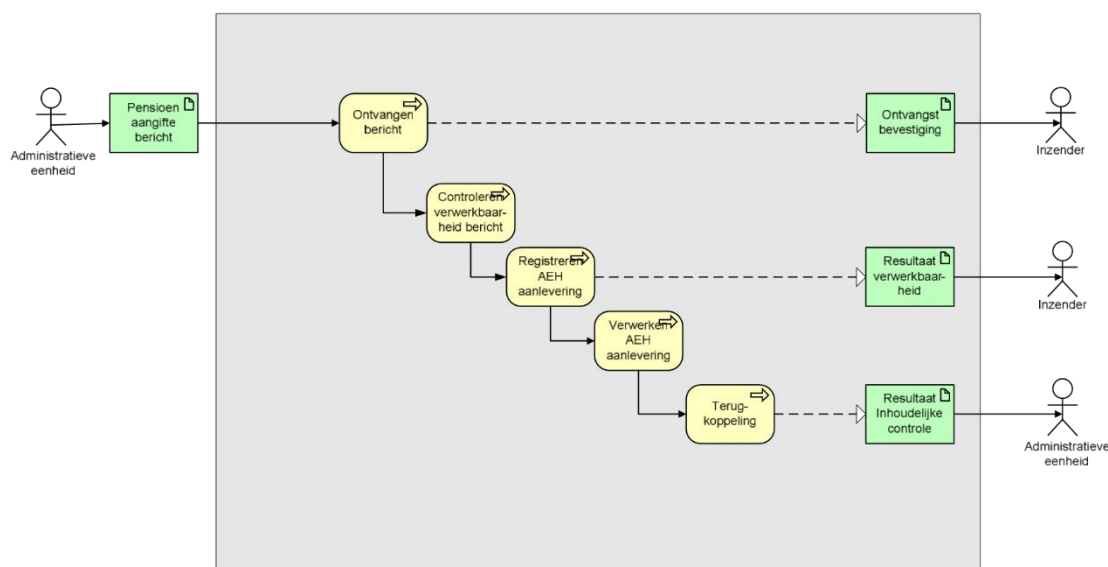 Pensioen
aangifte
bericht
Administratieve
eenheid
Ontvangen
bericht
Ontvangst
bevestiging
Inzender
Controleren
verwerkbaar-
heid bericht
Registreren
AEH
aanlevering
Resultaat
verwerkbaar-
heid
Inzender
Verwerken
AEH
aanlevering
Terug-
koppeling
Resultaat
Inhoudelijke
controle
Administratieve
eenheid